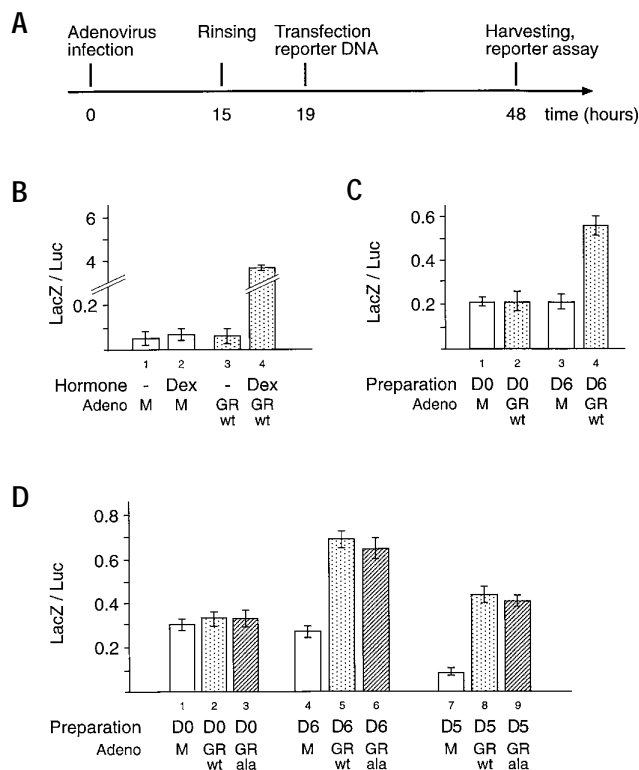 A
Adenovirus infection
Rinsing
Transfection reporter DNA
Harvesting, reporter assay
0 15 19 48 time (hours)
B
LacZ / Luc
6
4
0.2
1 2 3 4
Hormone - Dex - Dex
Adeno M M GR GR
wt wt
C
LacZ / Luc
0.6
0.4
0.2
1 2 3 4
Preparation D0 D0 D6 D6
Adeno M GR M GR
wt wt
D
LacZ / Luc
0.8
0.6
0.4
0.2
1 2 3 4 5 6 7 8 9
Preparation D0 D0 D0 D6 D6 D6 D5 D5 D5
Adeno M GR GR M GR GR M GR GR
wt ala wt ala wt ala